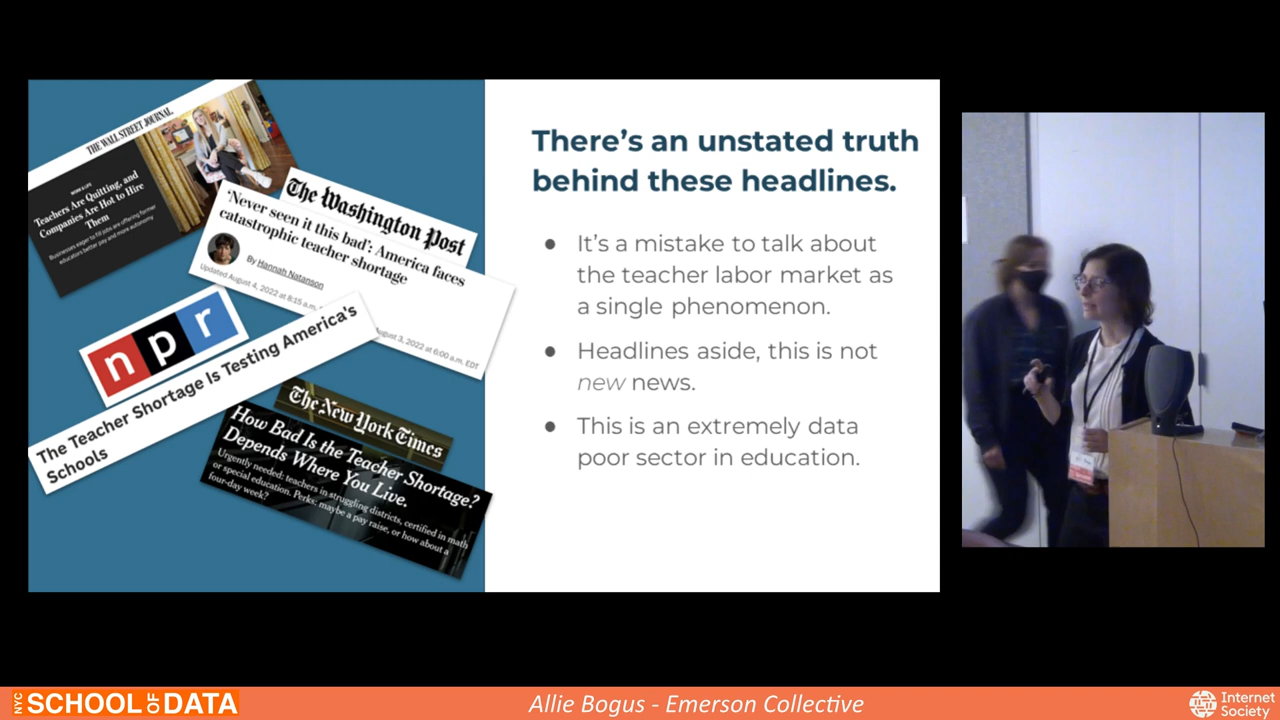 THE WALL STREET JOURNAL.
WORK & LIFE
Teachers Are Quitting, and
Companies Are Hot to Hire
Them
Businesses eager to fill jobs are offering former
educators better pay and more autonomy
The Washington Post
‘Never seen it this bad’: America faces
catastrophic teacher shortage
By Hannah Natanson
Updated August 4, 2022 at 8:15 a.m.
August 3, 2022 at 6:00 a.m. EDT
npr
The Teacher Shortage Is Testing America's
Schools
The New York Times
How Bad Is the Teacher Shortage?
Depends Where You Live.
Urgently needed: teachers in struggling districts, certified in math
or special education. Perks: maybe a pay raise, or how about a
four-day week?
There’s an unstated truth
behind these headlines.
● It’s a mistake to talk about
the teacher labor market as
a single phenomenon.
● Headlines aside, this is not
new news.
● This is an extremely data
poor sector in education.
NYC SCHOOL OF DATA
Allie Bogus - Emerson Collective
Internet
Society